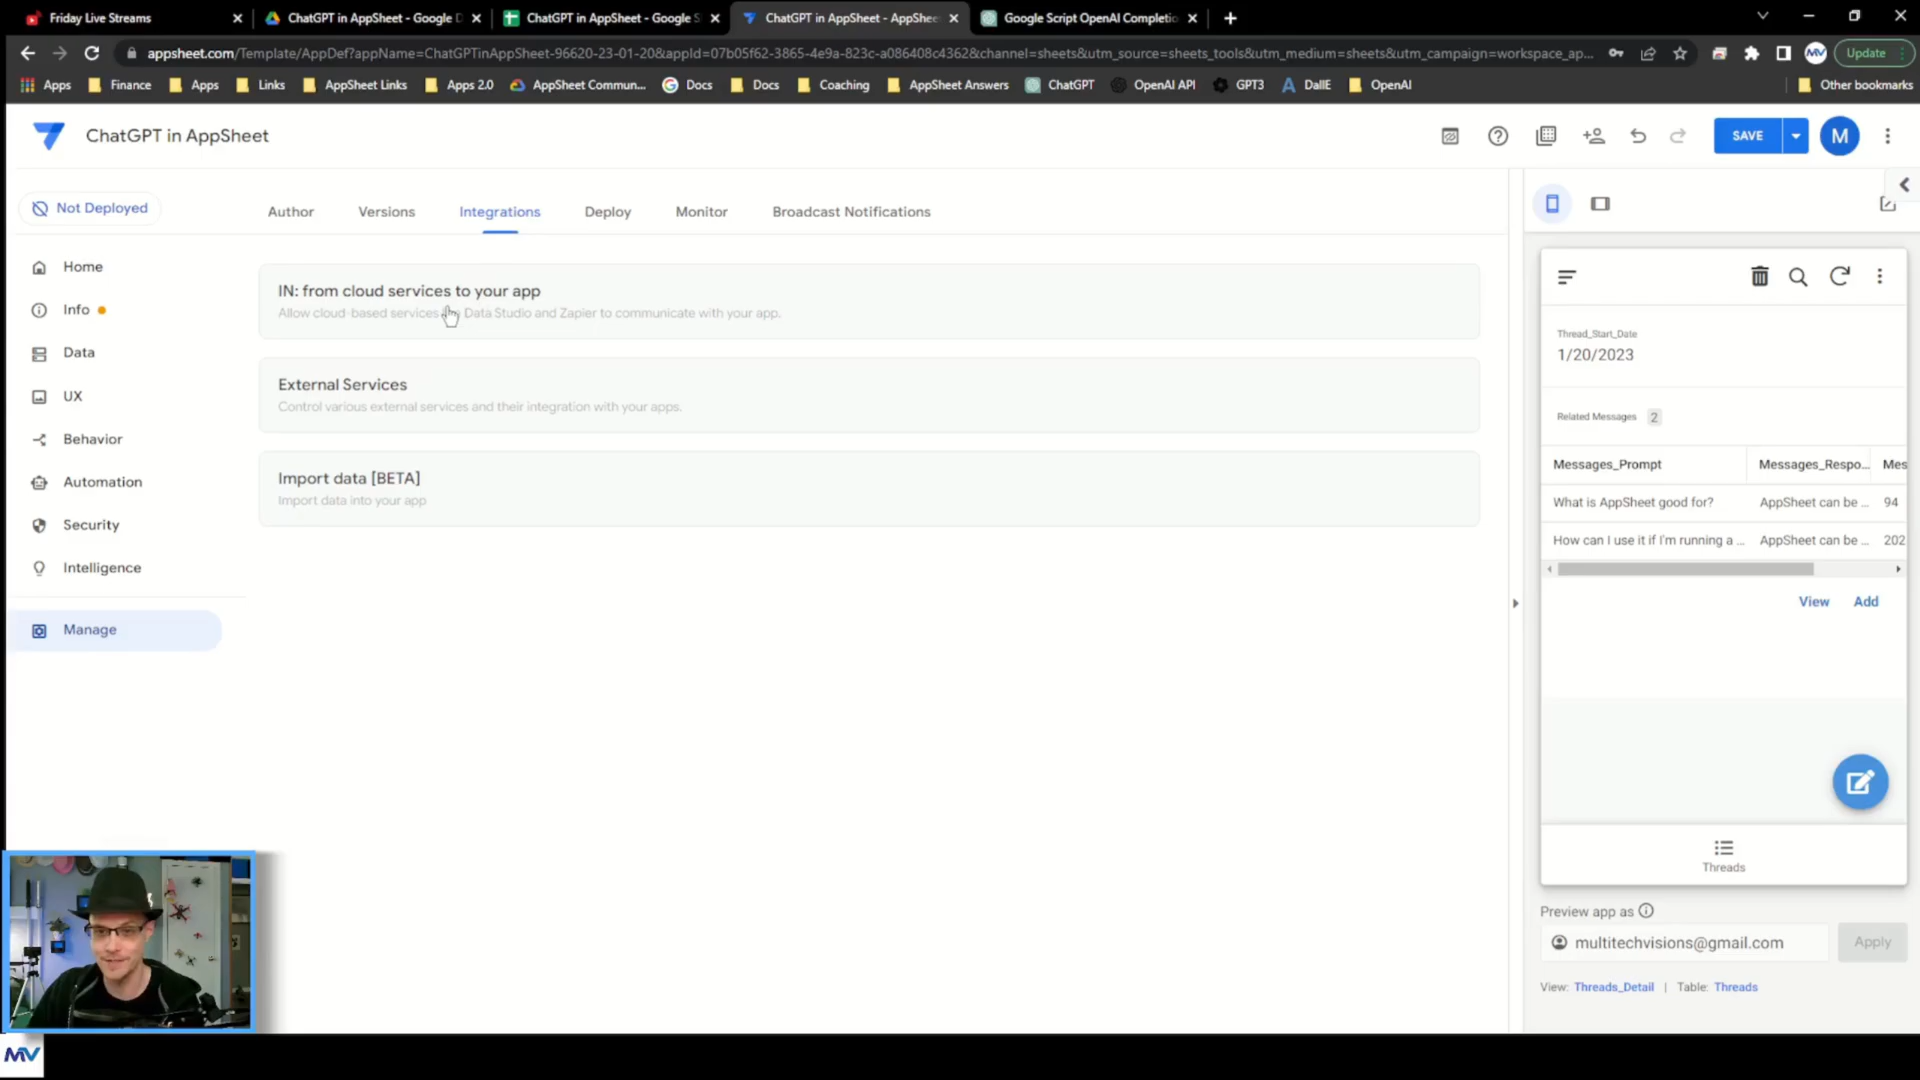 Friday Live Streams
ChatGPT in AppSheet - Google D
ChatGPT in AppSheet - Google S
ChatGPT in AppSheet - AppShee
Google Script OpenAI Completio
appsheet.com/Template/AppDef?appName=ChatGPTinAppSheet-96620-23-01-20&appId=07b05f62-3865-4e9a-823c-a086408c4362&channel=sheets&utm_source=sheets_tools&utm_medium=sheets&utm_campaign=workspace_ap...
Update
Apps
Finance
Apps
Links
AppSheet Links
Apps 2.0
AppSheet Commun...
Docs
Docs
Coaching
AppSheet Answers
ChatGPT
OpenAI API
GPT3
DallE
OpenAI
Other bookmarks
ChatGPT in AppSheet
SAVE
M
Not Deployed
Author
Versions
Integrations
Deploy
Monitor
Broadcast Notifications
Home
Info
Data
UX
Behavior
Automation
Security
Intelligence
Manage
IN: from cloud services to your app
Allow cloud-based services Data Studio and Zapier to communicate with your app.
External Services
Control various external services and their integration with your apps.
Import data [BETA]
Import data into your app
Thread_Start_Date
1/20/2023
Related Messages 2
Messages_Prompt Messages_Respo... Mes
What is AppSheet good for? AppSheet can be ... 94
How can I use it if I'm running a ... AppSheet can be ... 202
View Add
Threads
Preview app as
multitechvisions@gmail.com
Apply
View: Threads_Detail | Table: Threads
MV